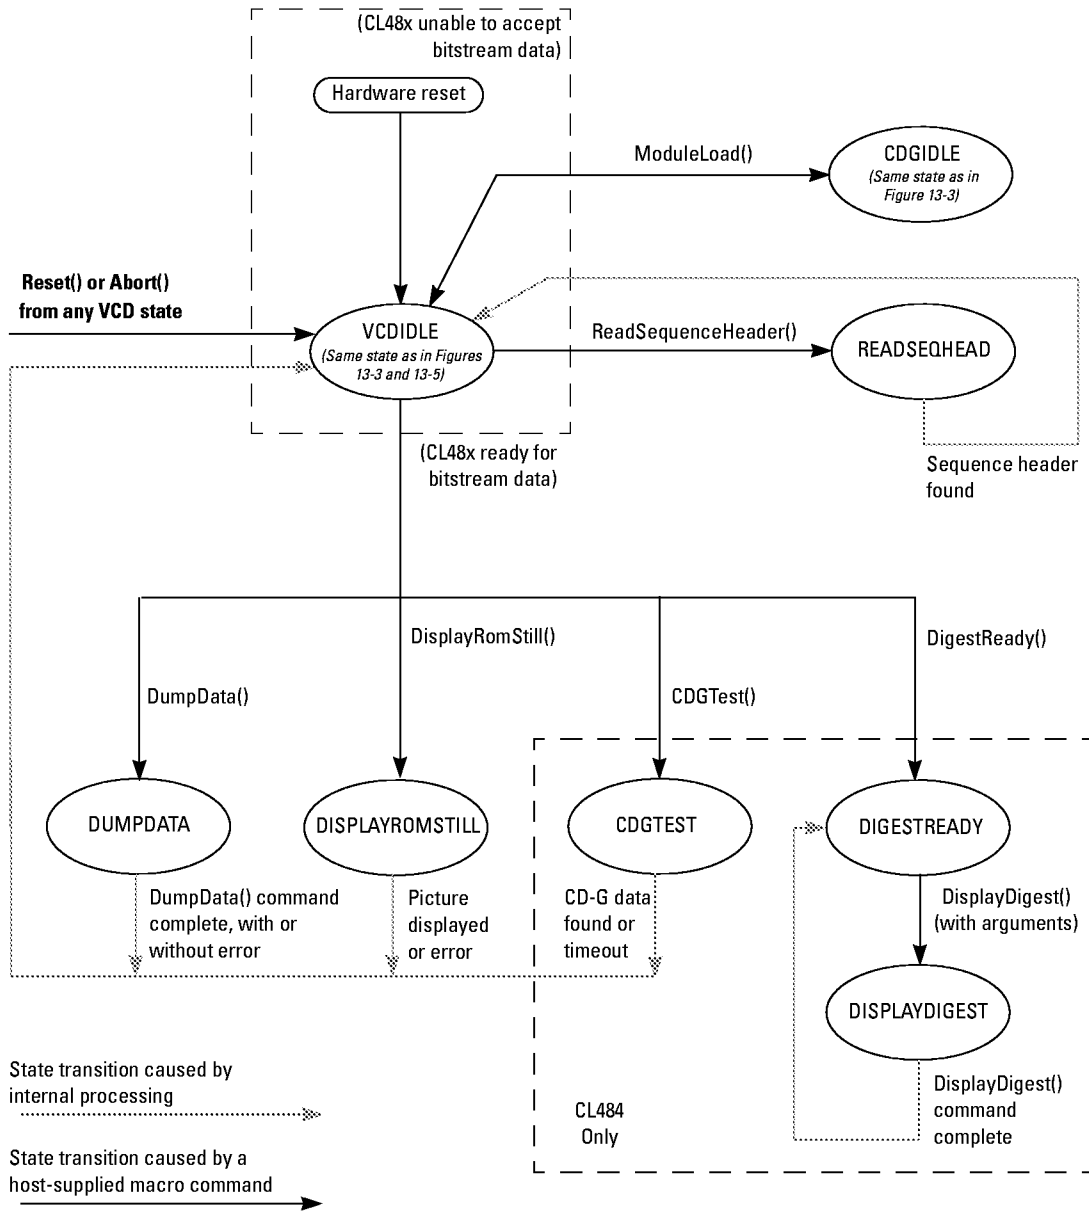 (CL48x unable to accept
bitstream data)
Hardware reset
ModuleLoad()
CDGIDLE
(Same state as in
Figure 13-3)
Reset() or Abort()
from any VCD state
VCDIDLE
(Same state as in Figures
13-3 and 13-5)
ReadSequenceHeader()
READSEQHEAD
(CL48x ready for
bitstream data)
Sequence header
found
DumpData()
DisplayRomStill()
CDGTest()
DigestReady()
DUMPDATA
DISPLAYROMSTILL
CDGTEST
DIGESTREADY
DumpData() command
complete, with or
without error
Picture
displayed
or error
CD-G data
found or
timeout
DisplayDigest()
(with arguments)
DISPLAYDIGEST
DisplayDigest()
command
complete
CL484
Only
State transition caused by
internal processing
State transition caused by a
host-supplied macro command